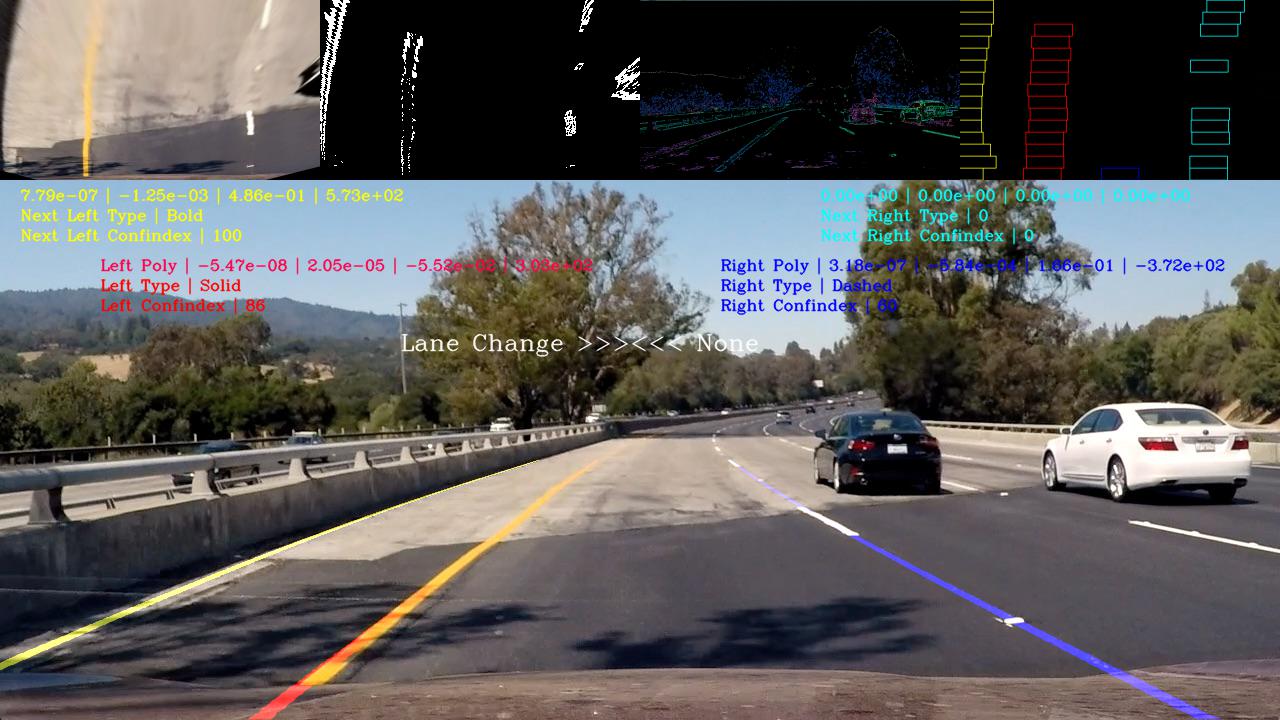 7.79e-07 | -1.25e-03 | 4.86e-01 | 5.73e+02
Next Left Type | Bold
Next Left Confindex | 100
0.00e+00 | 0.00e+00 | 0.00e+00 | 0.00e+00
Next Right Type | 0
Next Right Confindex | 0
Left Poly | -5.47e-08 | 2.05e-05 | -5.52e-02 | 3.03e+02
Left Type | Solid
Left Confindex | 86
Right Poly | 3.18e-07 | -5.84e-04 | 1.66e-01 | -3.72e+02
Right Type | Dashed
Right Confindex | 60
Lane Change >>><<< None